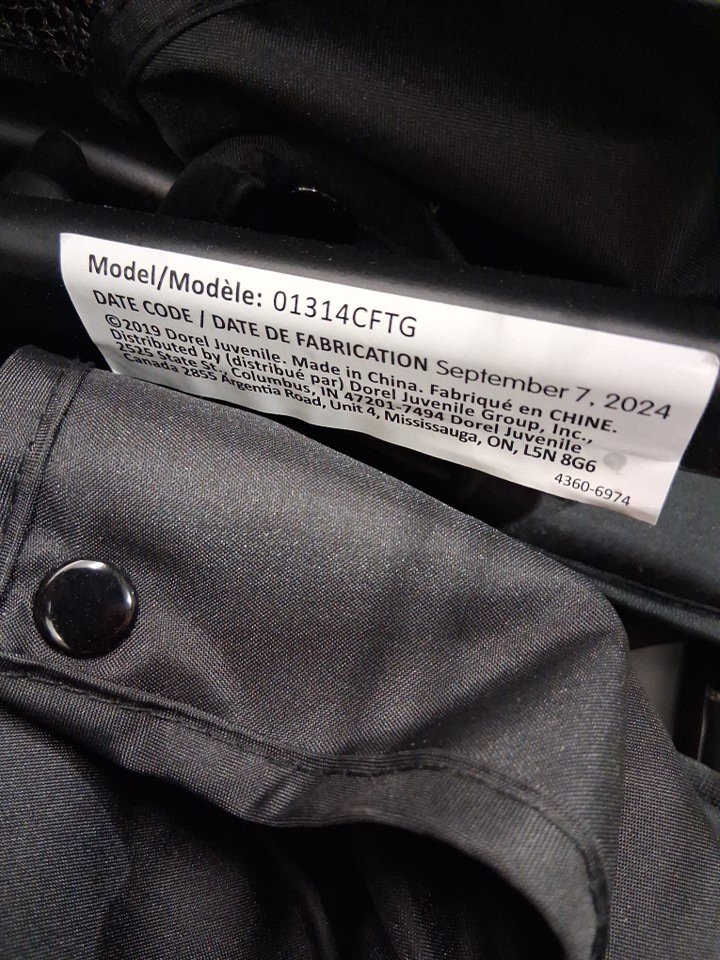 Model/Modèle: 01314CFTG
DATE CODE / DATE DE FABRICATION September 7, 2024
©2019 Dorel Juvenile. Made in China. Fabriqué en CHINE.
Distributed by (distribué par) Dorel Juvenile Group, Inc.,
2525 State St., Columbus, IN 47201-7494 Dorel Juvenile
Canada 2855 Argentia Road, Unit 4, Mississauga, ON, L5N 8G6
4360-6974